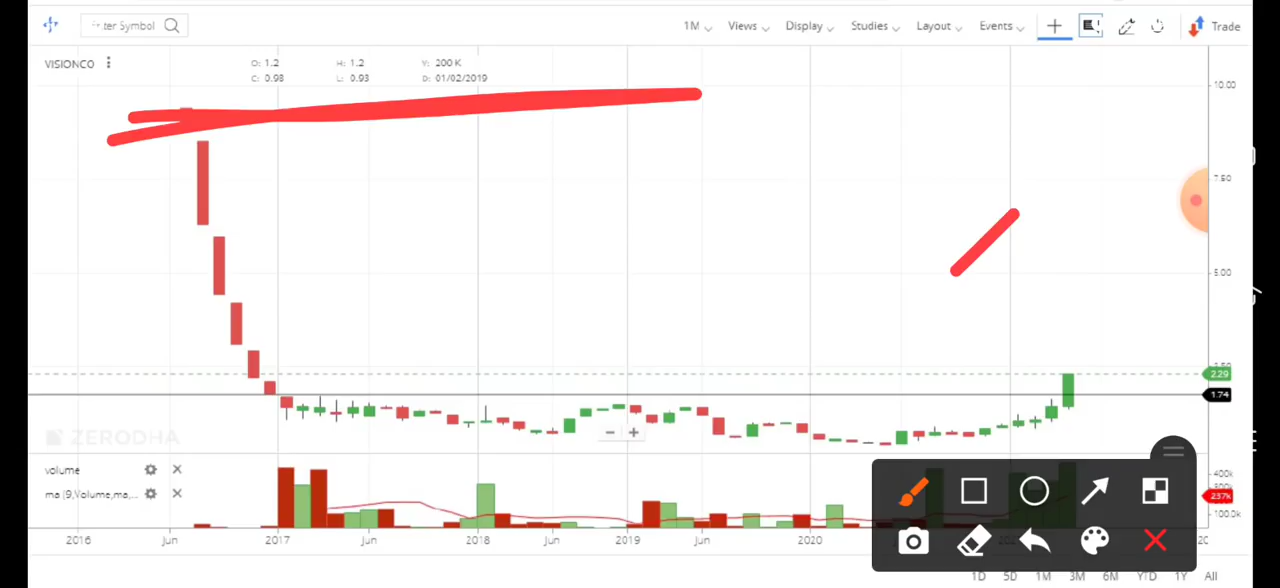 ter Symbol 1M Views Display Studies Layout Events Trade
VISIONCO O: 1.2 H: 1.2 V: 200 K
C: 0.98 L: 0.93 D: 01/02/2019
10.00
7.50
5.00
2.29
1.74
ZERODHA
volume
400k
ma (9,Volume,ma,... 237k
100.0k
2016 Jun 2017 Jun 2018 Jun 2019 Jun 2020
1D 5D 1M 3M 6M YTD 1Y All